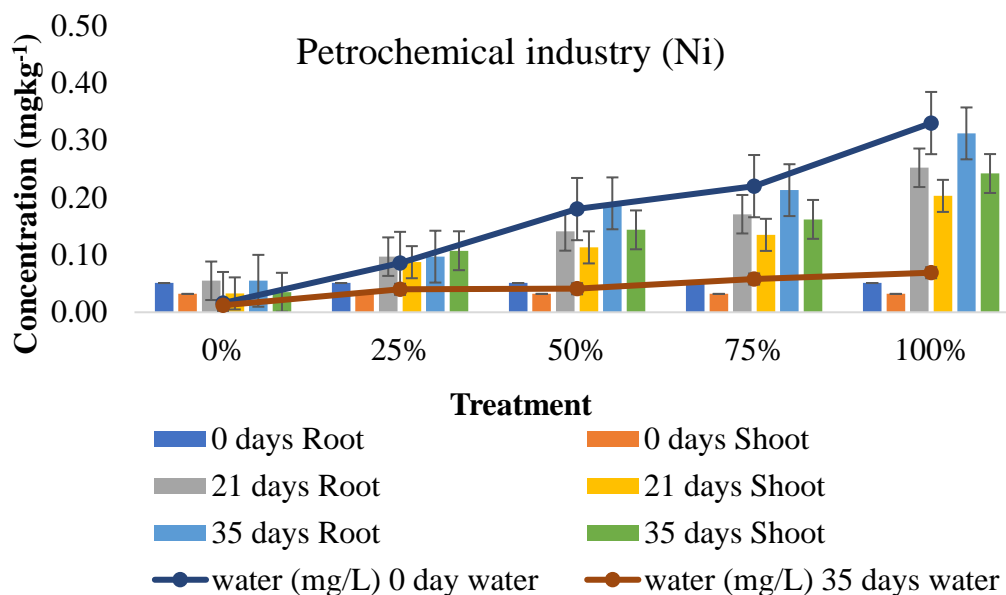 Petrochemical industry (Ni)
Concentration (mgkg⁻¹)
0.50
0.40
0.30
0.20
0.10
0.00
0% 25% 50% 75% 100%
Treatment
0 days Root 0 days Shoot
21 days Root 21 days Shoot
35 days Root 35 days Shoot
water (mg/L) 0 day water water (mg/L) 35 days water